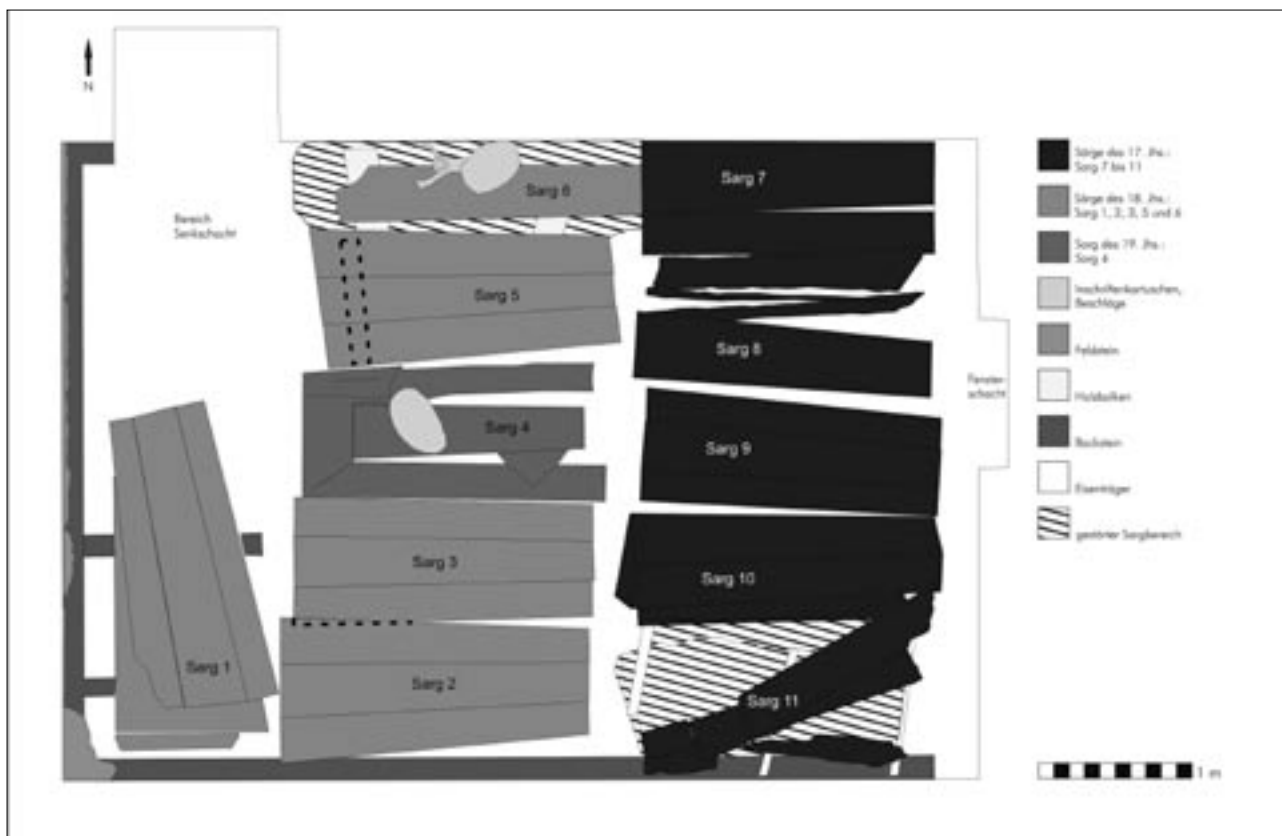 N
Bereich
Senkschacht
Sarg 6
Sarg 7
Sarg 5
Sarg 8
Sarg 4
Sarg 9
Sarg 3
Sarg 10
Sarg 1
Sarg 2
Sarg 11
Fenster-
schacht
Särge des 17. Jhs.:
Sarg 7 bis 11
Särge des 18. Jhs.:
Sarg 1, 2, 3, 5 und 6
Sarg des 19. Jhs.:
Sarg 4
Inschriftenkartuschen,
Beschläge
Feldstein
Holzbalken
Backstein
Eisenträger
gestörter Sargbereich
1 m